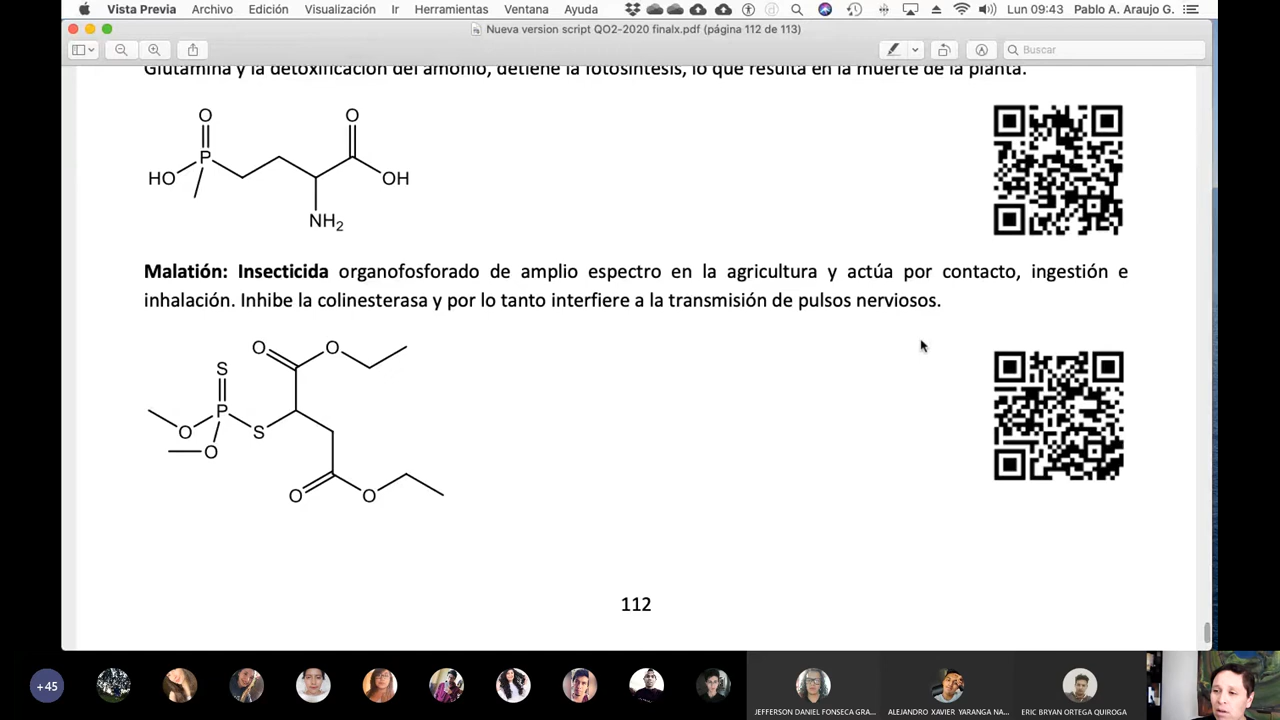 Vista Previa Archivo Edición Visualización Ir Herramientas Ventana Ayuda Lun 09:43 Pablo A. Araujo G.
Nueva version script QO2-2020 finalx.pdf (página 112 de 113)
Buscar
Glutamina y la detoxificación del amonio, detiene la fotosíntesis, lo que resulta en la muerte de la planta.
O O
HO P OH
NH2
Malatión: Insecticida organofosforado de amplio espectro en la agricultura y actúa por contacto, ingestión e
inhalación. Inhibe la colinesterasa y por lo tanto interfiere a la transmisión de pulsos nerviosos.
O O
S
P
O S
O
O O
112
+45
JEFFERSON DANIEL FONSECA GRA... ALEJANDRO XAVIER YARANGA NA... ERIC BRYAN ORTEGA QUIROGA